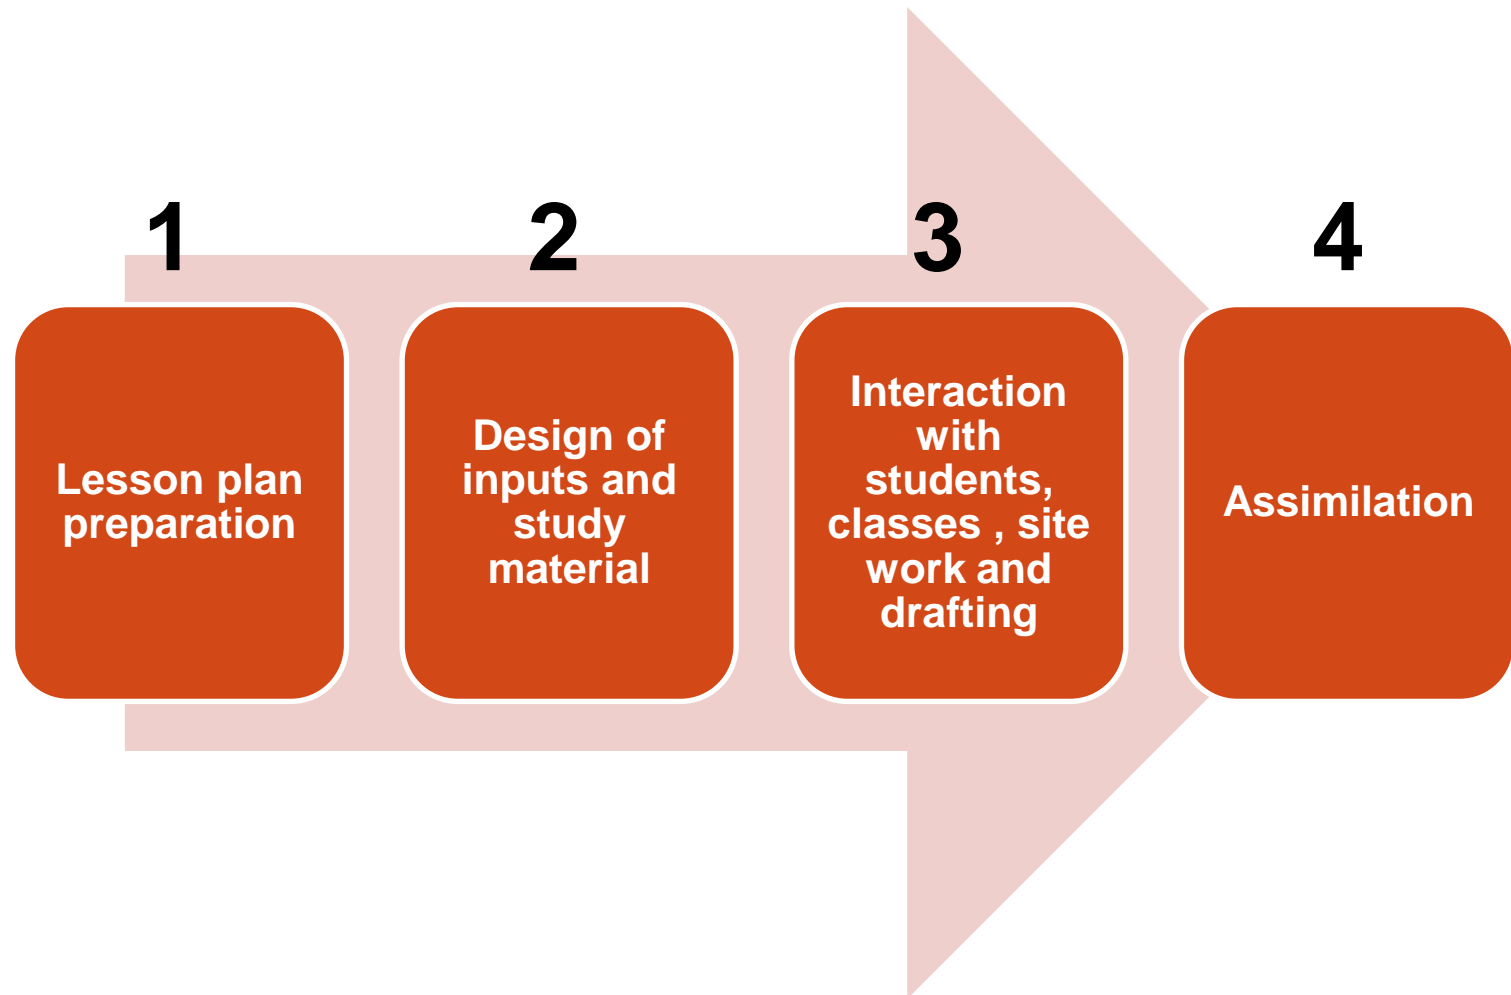 1
Lesson plan
preparation
2
Design of
inputs and
study
material
3
Interaction
with
students,
classes , site
work and
drafting
4
Assimilation